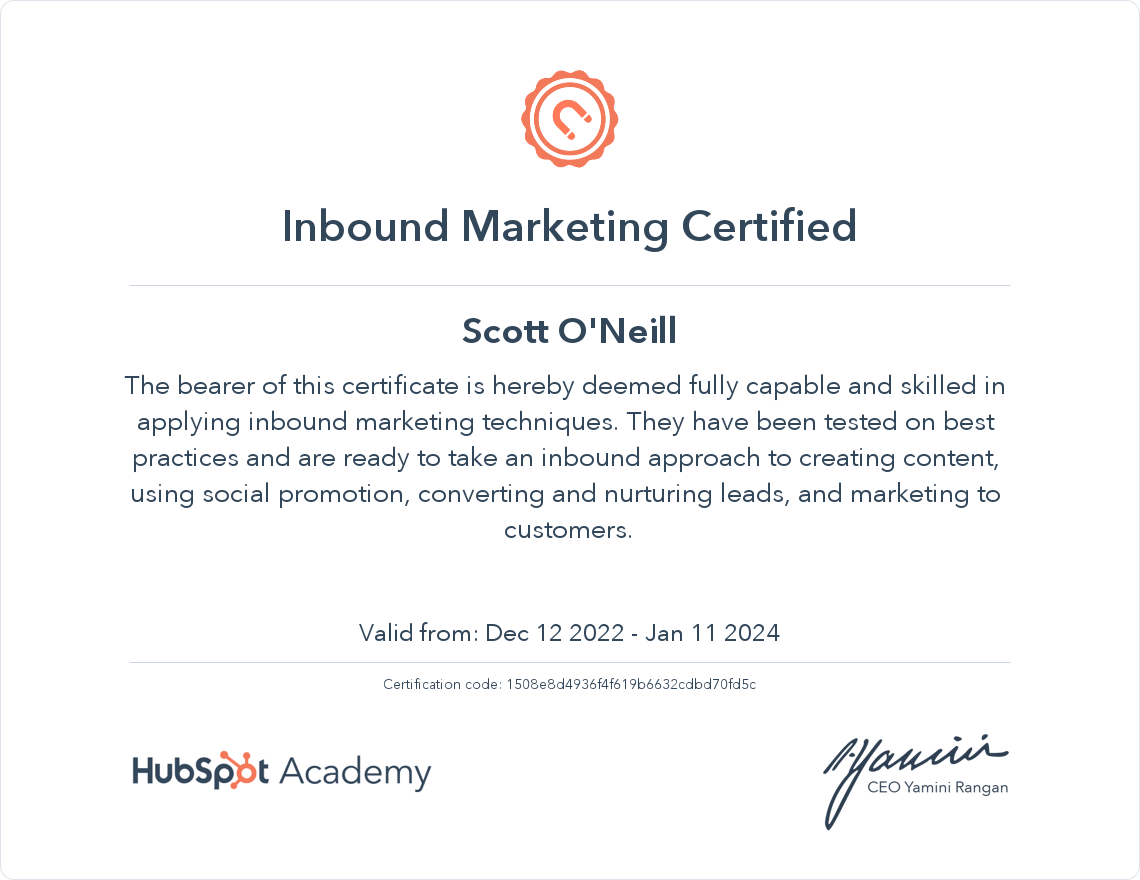 Inbound Marketing Certified
Scott O'Neill
The bearer of this certificate is hereby deemed fully capable and skilled in
applying inbound marketing techniques. They have been tested on best
practices and are ready to take an inbound approach to creating content,
using social promotion, converting and nurturing leads, and marketing to
customers.
Valid from: Dec 12 2022 - Jan 11 2024
Certification code: 1508e8d4936f4f619b6632cdbd70fd5c
HubSpot Academy
CEO Yamini Rangan